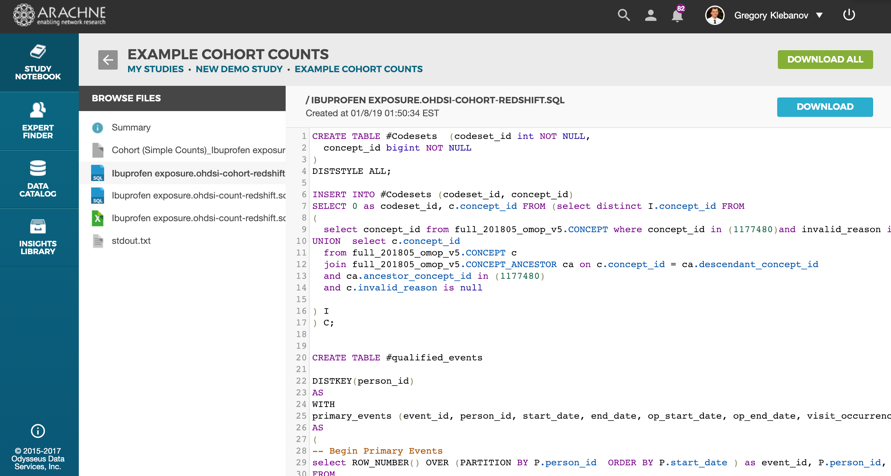 ARACHNE
enabling network research
82
Gregory Klebanov
STUDY
NOTEBOOK
EXPERT
FINDER
DATA
CATALOG
INSIGHTS
LIBRARY
© 2015-2017
Odysseus Data
Services, Inc.
EXAMPLE COHORT COUNTS
MY STUDIES • NEW DEMO STUDY • EXAMPLE COHORT COUNTS
DOWNLOAD ALL
BROWSE FILES
Summary
Cohort (Simple Counts)_Ibuprofen exposur
SQL
Ibuprofen exposure.ohdsi-cohort-redshift
SQL
Ibuprofen exposure.ohdsi-count-redshift.sc
X
Ibuprofen exposure.ohdsi-count-redshift.sc
stdout.txt
/ IBUPROFEN EXPOSURE.OHDSI-COHORT-REDSHIFT.SQL
Created at 01/8/19 01:50:34 EST
DOWNLOAD
1 CREATE TABLE #Codesets  (codeset_id int NOT NULL,
2   concept_id bigint NOT NULL
3 )
4 DISTSTYLE ALL;
5
6 INSERT INTO #Codesets (codeset_id, concept_id)
7 SELECT 0 as codeset_id, c.concept_id FROM (select distinct I.concept_id FROM
8 (
9   select concept_id from full_201805_omop_v5.CONCEPT where concept_id in (1177480)and invalid_reason i
10 UNION  select c.concept_id
11   from full_201805_omop_v5.CONCEPT c
12   join full_201805_omop_v5.CONCEPT_ANCESTOR ca on c.concept_id = ca.descendant_concept_id
13   and ca.ancestor_concept_id in (1177480)
14   and c.invalid_reason is null
15
16 ) I
17 ) C;
18
19
20 CREATE TABLE #qualified_events
21
22 DISTKEY(person_id)
23 AS
24 WITH
25 primary_events (event_id, person_id, start_date, end_date, op_start_date, op_end_date, visit_occurrenc
26 AS
27 (
28 -- Begin Primary Events
29 select ROW_NUMBER() OVER (PARTITION BY P.person_id  ORDER BY P.start_date ) as event_id, P.person_id,
30 FROM